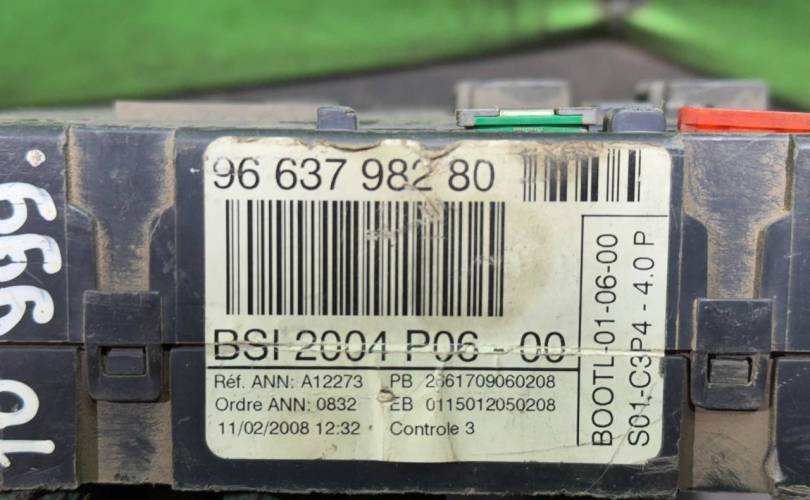 96 637 982 80
BSI 2004 P06 - 00
Réf. ANN: A12273 PB 2661709060208
Ordre ANN: 0832 EB 0115012050208
11/02/2008 12:32 Controle 3
BOOTL-01-06-00
S01-C3P4 - 4.0 P